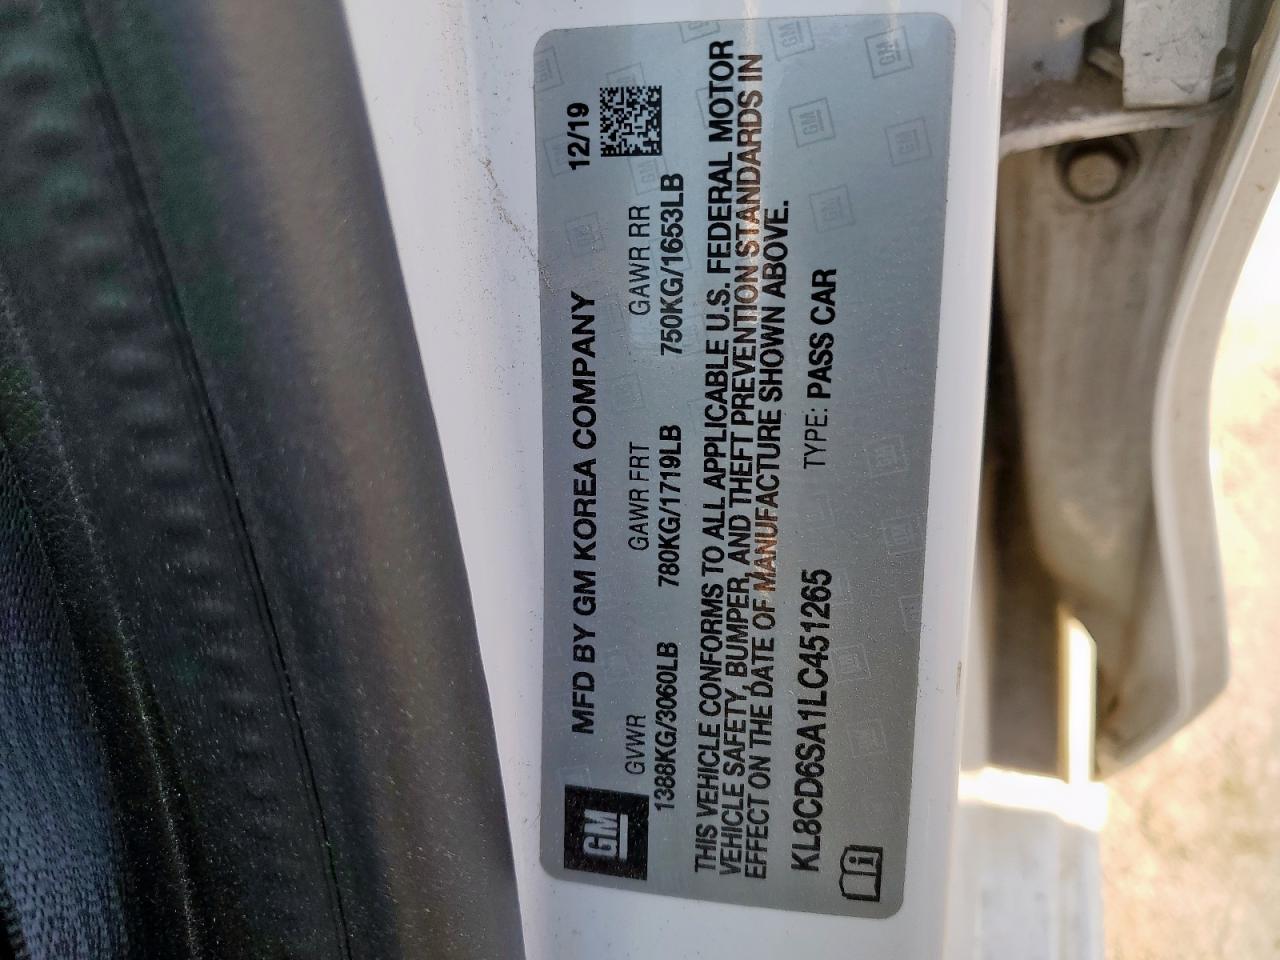 MFD BY GM KOREA COMPANY 12/19
GM
GVWR GAWR FRT GAWR RR
1388KG/3060LB 780KG/1719LB 750KG/1653LB
THIS VEHICLE CONFORMS TO ALL APPLICABLE U.S. FEDERAL MOTOR
VEHICLE SAFETY, BUMPER, AND THEFT PREVENTION STANDARDS IN
EFFECT ON THE DATE OF MANUFACTURE SHOWN ABOVE.
KL8CD6SA1LC451265 TYPE: PASS CAR